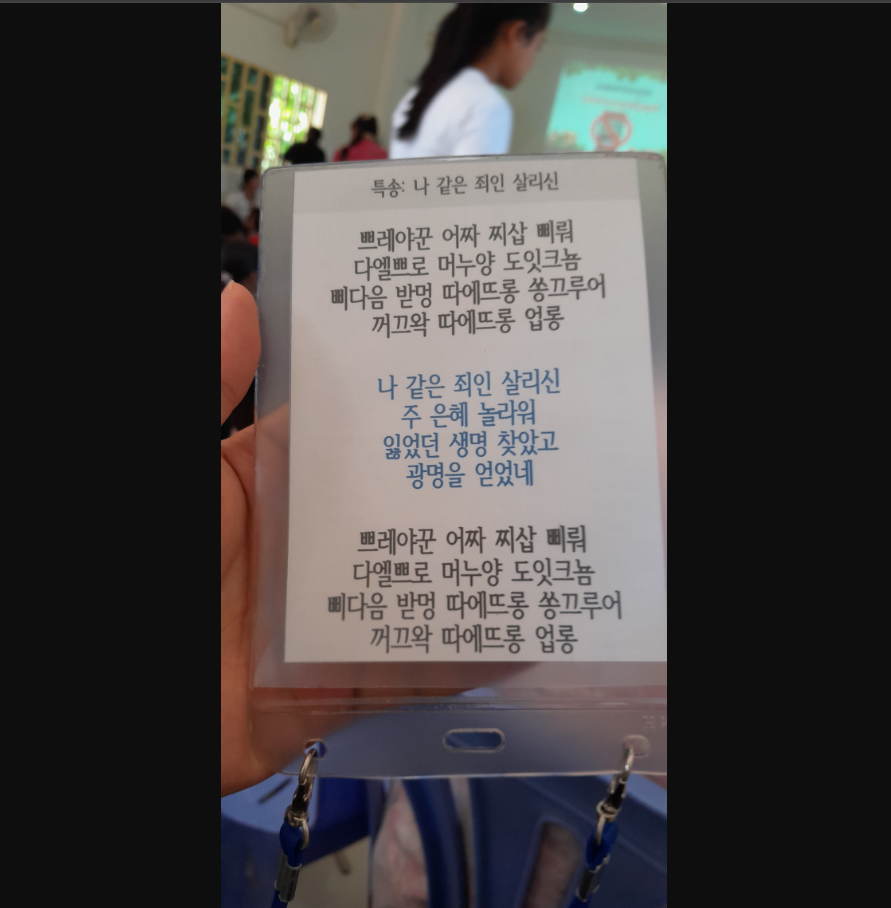 특송: 나 같은 죄인 살리신
쁘레야꾼 어짜 찌삽 삐뤄
다엘쁘로 머누양 도잇크뇸
삐다음 받멍 따에뜨롱 쏭끄루어
꺼끄왁 따에뜨롱 업롱
나 같은 죄인 살리신
주 은혜 놀라워
잃었던 생명 찾았고
광명을 얻었네
쁘레야꾼 어짜 찌삽 삐뤄
다엘쁘로 머누양 도잇크뇸
삐다음 받멍 따에뜨롱 쏭끄루어
꺼끄왁 따에뜨롱 업롱